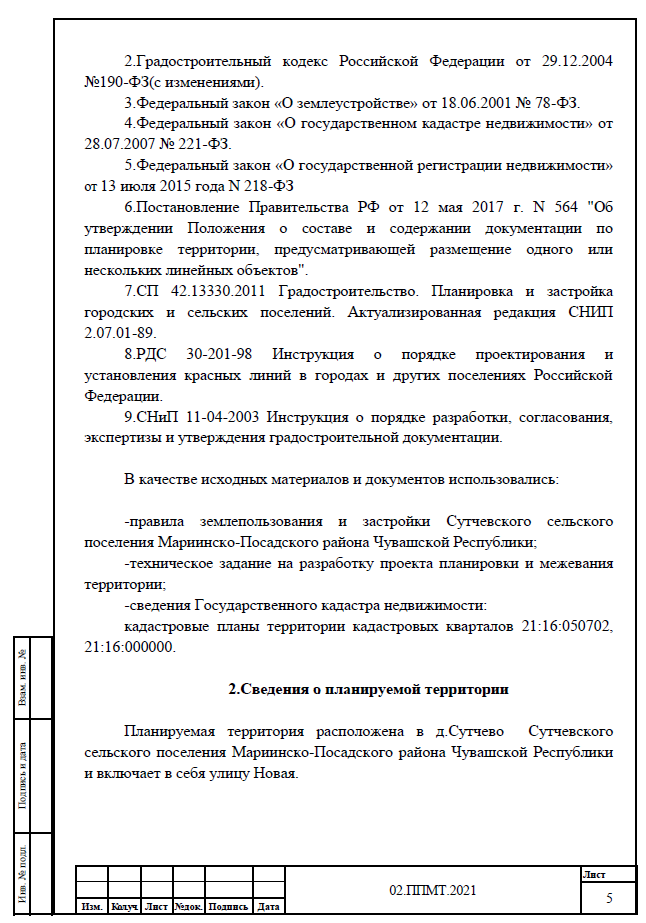 2.Градостроительный кодекс Российской Федерации от 29.12.2004
№190-ФЗ(с изменениями).
3.Федеральный закон «О землеустройстве» от 18.06.2001 № 78-ФЗ.
4.Федеральный закон «О государственном кадастре недвижимости» от
28.07.2007 № 221-ФЗ.
5.Федеральный закон «О государственной регистрации недвижимости»
от 13 июля 2015 года N 218-ФЗ
6.Постановление Правительства РФ от 12 мая 2017 г. N 564 "Об
утверждении Положения о составе и содержании документации по
планировке территории, предусматривающей размещение одного или
нескольких линейных объектов".
7.СП 42.13330.2011 Градостроительство. Планировка и застройка
городских и сельских поселений. Актуализированная редакция СНИП
2.07.01-89.
8.РДС 30-201-98 Инструкция о порядке проектирования и
установления красных линий в городах и других поселениях Российской
Федерации.
9.СНиП 11-04-2003 Инструкция о порядке разработки, согласования,
экспертизы и утверждения градостроительной документации.
В качестве исходных материалов и документов использовались:
-правила землепользования и застройки Сутчевского сельского
поселения Мариинско-Посадского района Чувашской Республики;
-техническое задание на разработку проекта планировки и межевания
территории;
-сведения Государственного кадастра недвижимости:
кадастровые планы территории кадастровых кварталов 21:16:050702,
21:16:000000.
2.Сведения о планируемой территории
Планируемая территория расположена в д.Сутчево Сутчевского
сельского поселения Мариинско-Посадского района Чувашской Республики
и включает в себя улицу Новая.
Взам. инв. №
Подпись и дата
Инв. № подл.
Изм. Колуч Лист №док. Подпись Дата
02.ППМТ.2021
Лист
5